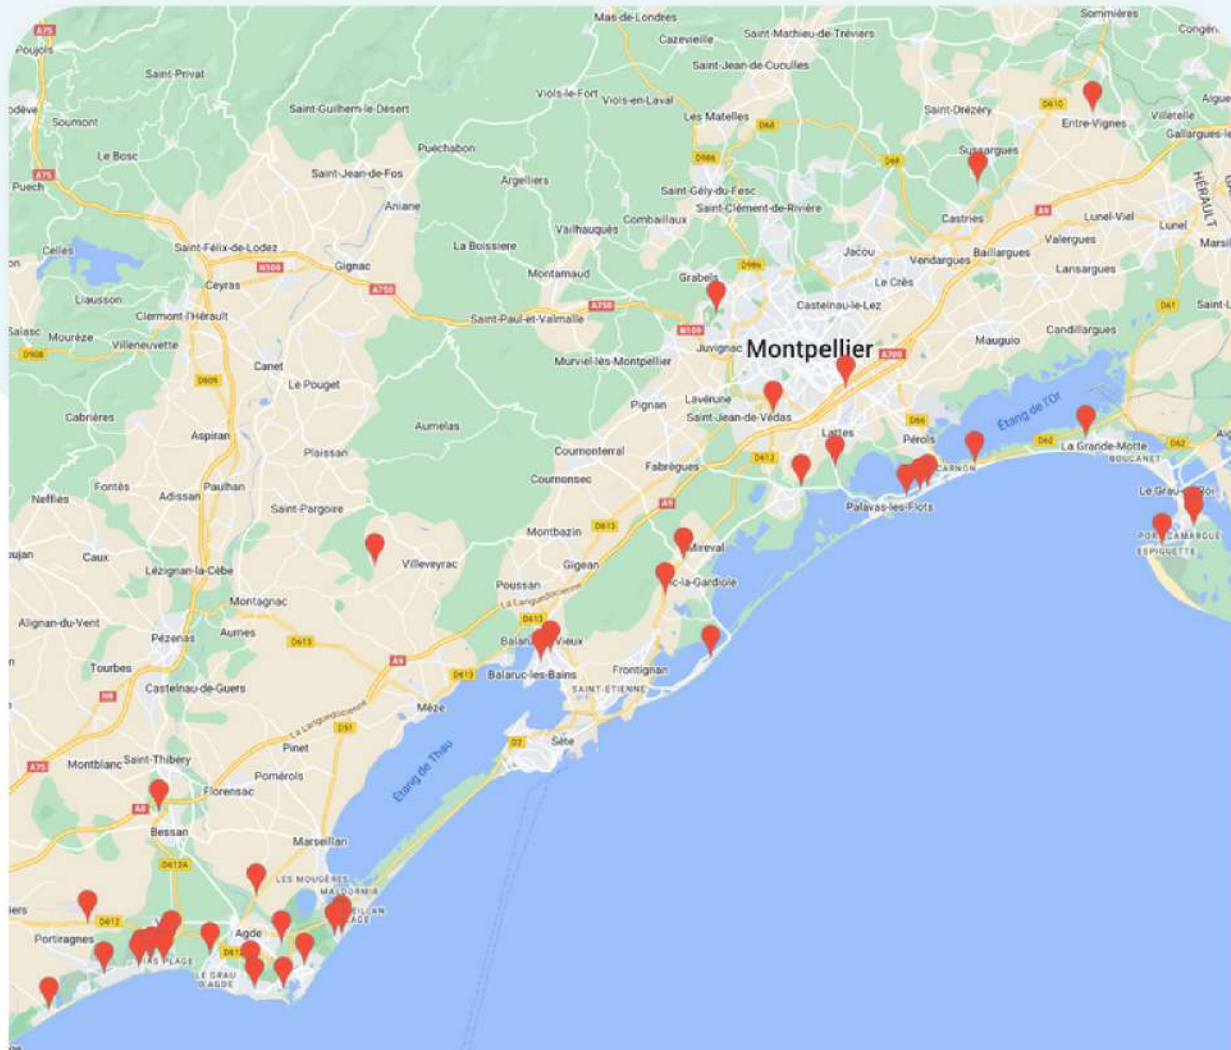 Mas-de-Londres
Sommières
A75
Congén
Poujols
Cazevieille
Saint-Mathieu-de-Tréviers
Saint-Privat
Saint-Jean-de-Cuculles
Viols-le-Fort
Viols-en-Laval
D610
Saint-Guilhem-le-Désert
Saint-Drézéry
Soumont
Les Matelles
D68
Entre-Vignes
Villetelle
Gallargues-le
Puéchabon
Sussargues
Le Bosc
D986
D68
A75
Saint-Jean-de-Fos
Argelliers
Puech
Saint-Gély-du-Fesc
HÉRAULT
Aniane
Combaillaux
Saint-Clément-de-Rivière
A9
Castries
Lunel-Viel
Lunel
Vailhauquès
Celles
Saint-Félix-de-Lodez
La Boissiere
Jacou
Valergues
Vendargues
Baillargues
N109
Gignac
Montarnaud
D986
Lansargues
Ceyras
Grabels
Le Crès
Liausson
A750
A750
Castelnau-le-Lez
D61
Clermont-l'Hérault
Saint-Paul-et-Valmalle
N109
Candillargues
Salasc
Mourèze
Villeneuvette
Juvignac
Montpellier
A709
Mauguio
D908
Murviel-lès-Montpellier
Canet
D609
Le Pouget
Lavérune
Étang de l'Or
Pignan
Cabrières
Saint-Jean-de-Védas
D66
Aumelas
Aspiran
Lattes
Pérols
D62
La Grande-Motte
D62
Plaissan
Cournonterral
D612
BOUCANET
Fabrègues
CARNON
Fontès
Paulhan
Cournonsec
Adissan
Neffiès
A9
Palavas-les-Flots
Saint-Pargoire
D613
Montbazin
Mireval
ESPIGUETTE
Caux
Villeveyrac
Gigean
Lézignan-la-Cèbe
Poussan
La Languedocienne
Montagnac
D613
Alignan-du-Vent
Aumes
Pézenas
D613
A9
Tourbes
D613
Balaruc-les-Bains
Frontignan
Castelnau-de-Guers
SAINT-ÉTIENNE
N9
Mèze
La Languedocienne
D51
D2
Sète
Pinet
Montblanc
Saint-Thibéry
A75
Pomérols
Étang de Thau
Florensac
A9
Bessan
Marseillan
D612A
LES MOUGÈRES
MALDORMIR
D612
Portiragnes
Agde
LE GRAU
D'AGDE